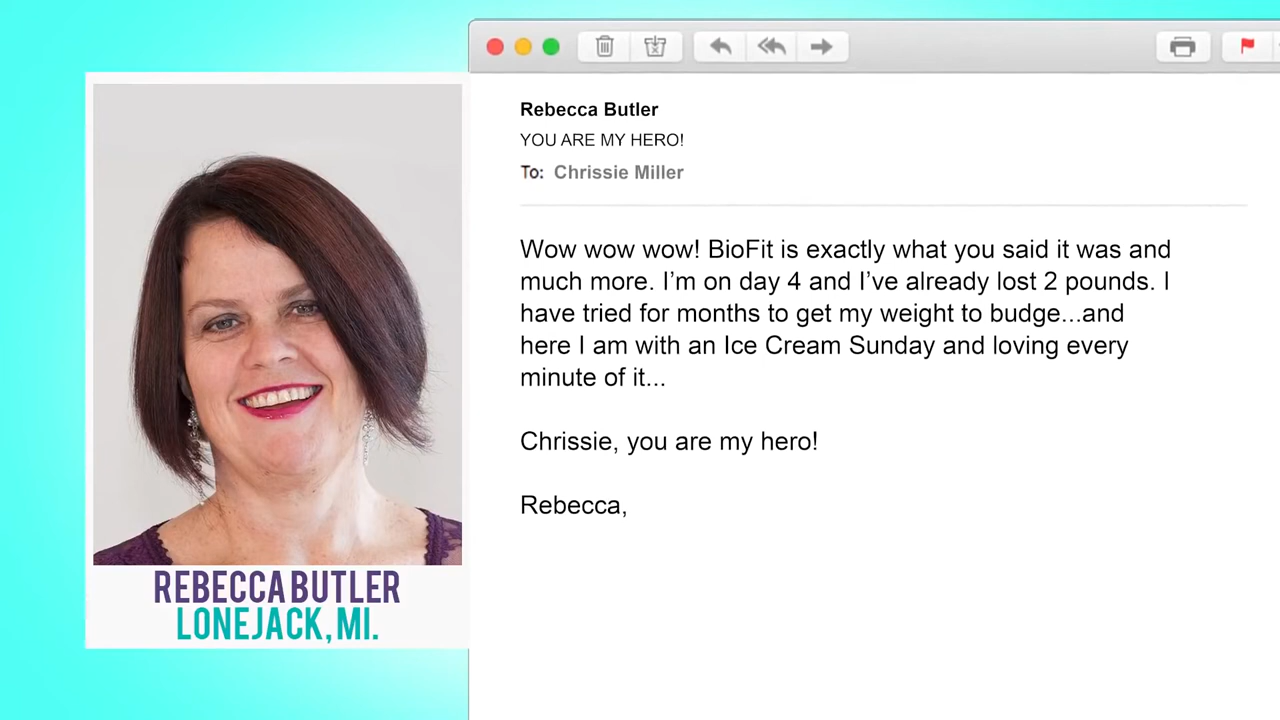 Rebecca Butler
YOU ARE MY HERO!
To: Chrissie Miller
Wow wow wow! BioFit is exactly what you said it was and
much more. I’m on day 4 and I’ve already lost 2 pounds. I
have tried for months to get my weight to budge...and
here I am with an Ice Cream Sunday and loving every
minute of it...
Chrissie, you are my hero!
Rebecca,
REBECCA BUTLER
LONEJACK, MI.